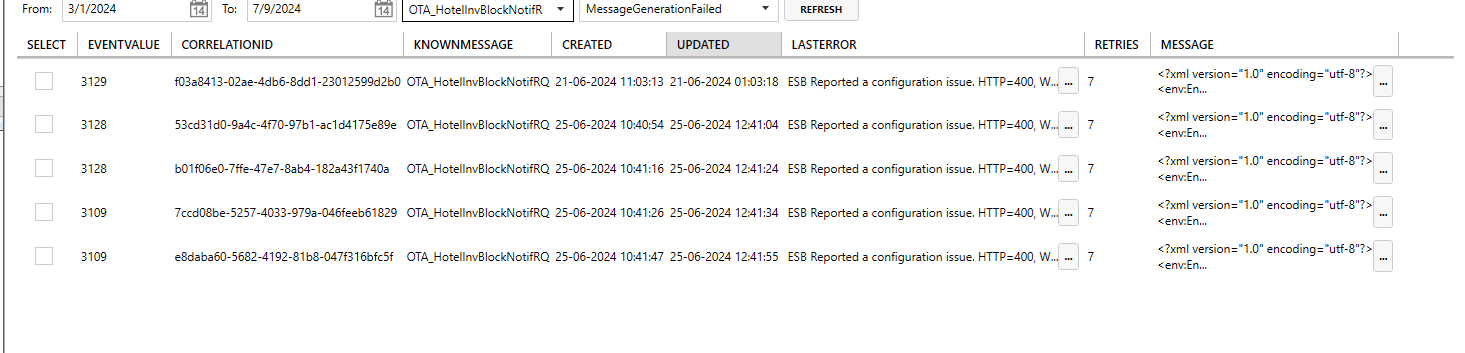 From: 3/1/2024 14 To: 7/9/2024 14 OTA_HotelInvBlockNotifR MessageGenerationFailed REFRESH
SELECT EVENTVALUE CORRELATIONID KNOWNMESSAGE CREATED UPDATED LASTERROR RETRIES MESSAGE
3129 f03a8413-02ae-4db6-8dd1-23012599d2b0 OTA_HotelInvBlockNotifRQ 21-06-2024 11:03:13 21-06-2024 01:03:18 ESB Reported a configuration issue. HTTP=400, W... ... 7 <?xml version="1.0" encoding="utf-8"?> ...
<env:En...
3128 53cd31d0-9a4c-4f70-97b1-ac1d4175e89e OTA_HotelInvBlockNotifRQ 25-06-2024 10:40:54 25-06-2024 12:41:04 ESB Reported a configuration issue. HTTP=400, W... ... 7 <?xml version="1.0" encoding="utf-8"?> ...
<env:En...
3128 b01f06e0-7ffe-47e7-8ab4-182a43f1740a OTA_HotelInvBlockNotifRQ 25-06-2024 10:41:16 25-06-2024 12:41:24 ESB Reported a configuration issue. HTTP=400, W... ... 7 <?xml version="1.0" encoding="utf-8"?> ...
<env:En...
3109 7ccd08be-5257-4033-979a-046feeb61829 OTA_HotelInvBlockNotifRQ 25-06-2024 10:41:26 25-06-2024 12:41:34 ESB Reported a configuration issue. HTTP=400, W... ... 7 <?xml version="1.0" encoding="utf-8"?> ...
<env:En...
3109 e8daba60-5682-4192-81b8-047f316bfc5f OTA_HotelInvBlockNotifRQ 25-06-2024 10:41:47 25-06-2024 12:41:55 ESB Reported a configuration issue. HTTP=400, W... ... 7 <?xml version="1.0" encoding="utf-8"?> ...
<env:En...